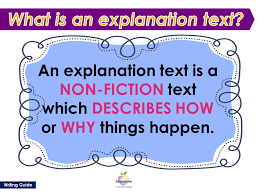 What is an explanation text?
An explanation text is a
NON-FICTION text
which DESCRIBES HOW
or WHY things happen.
Writing Guide